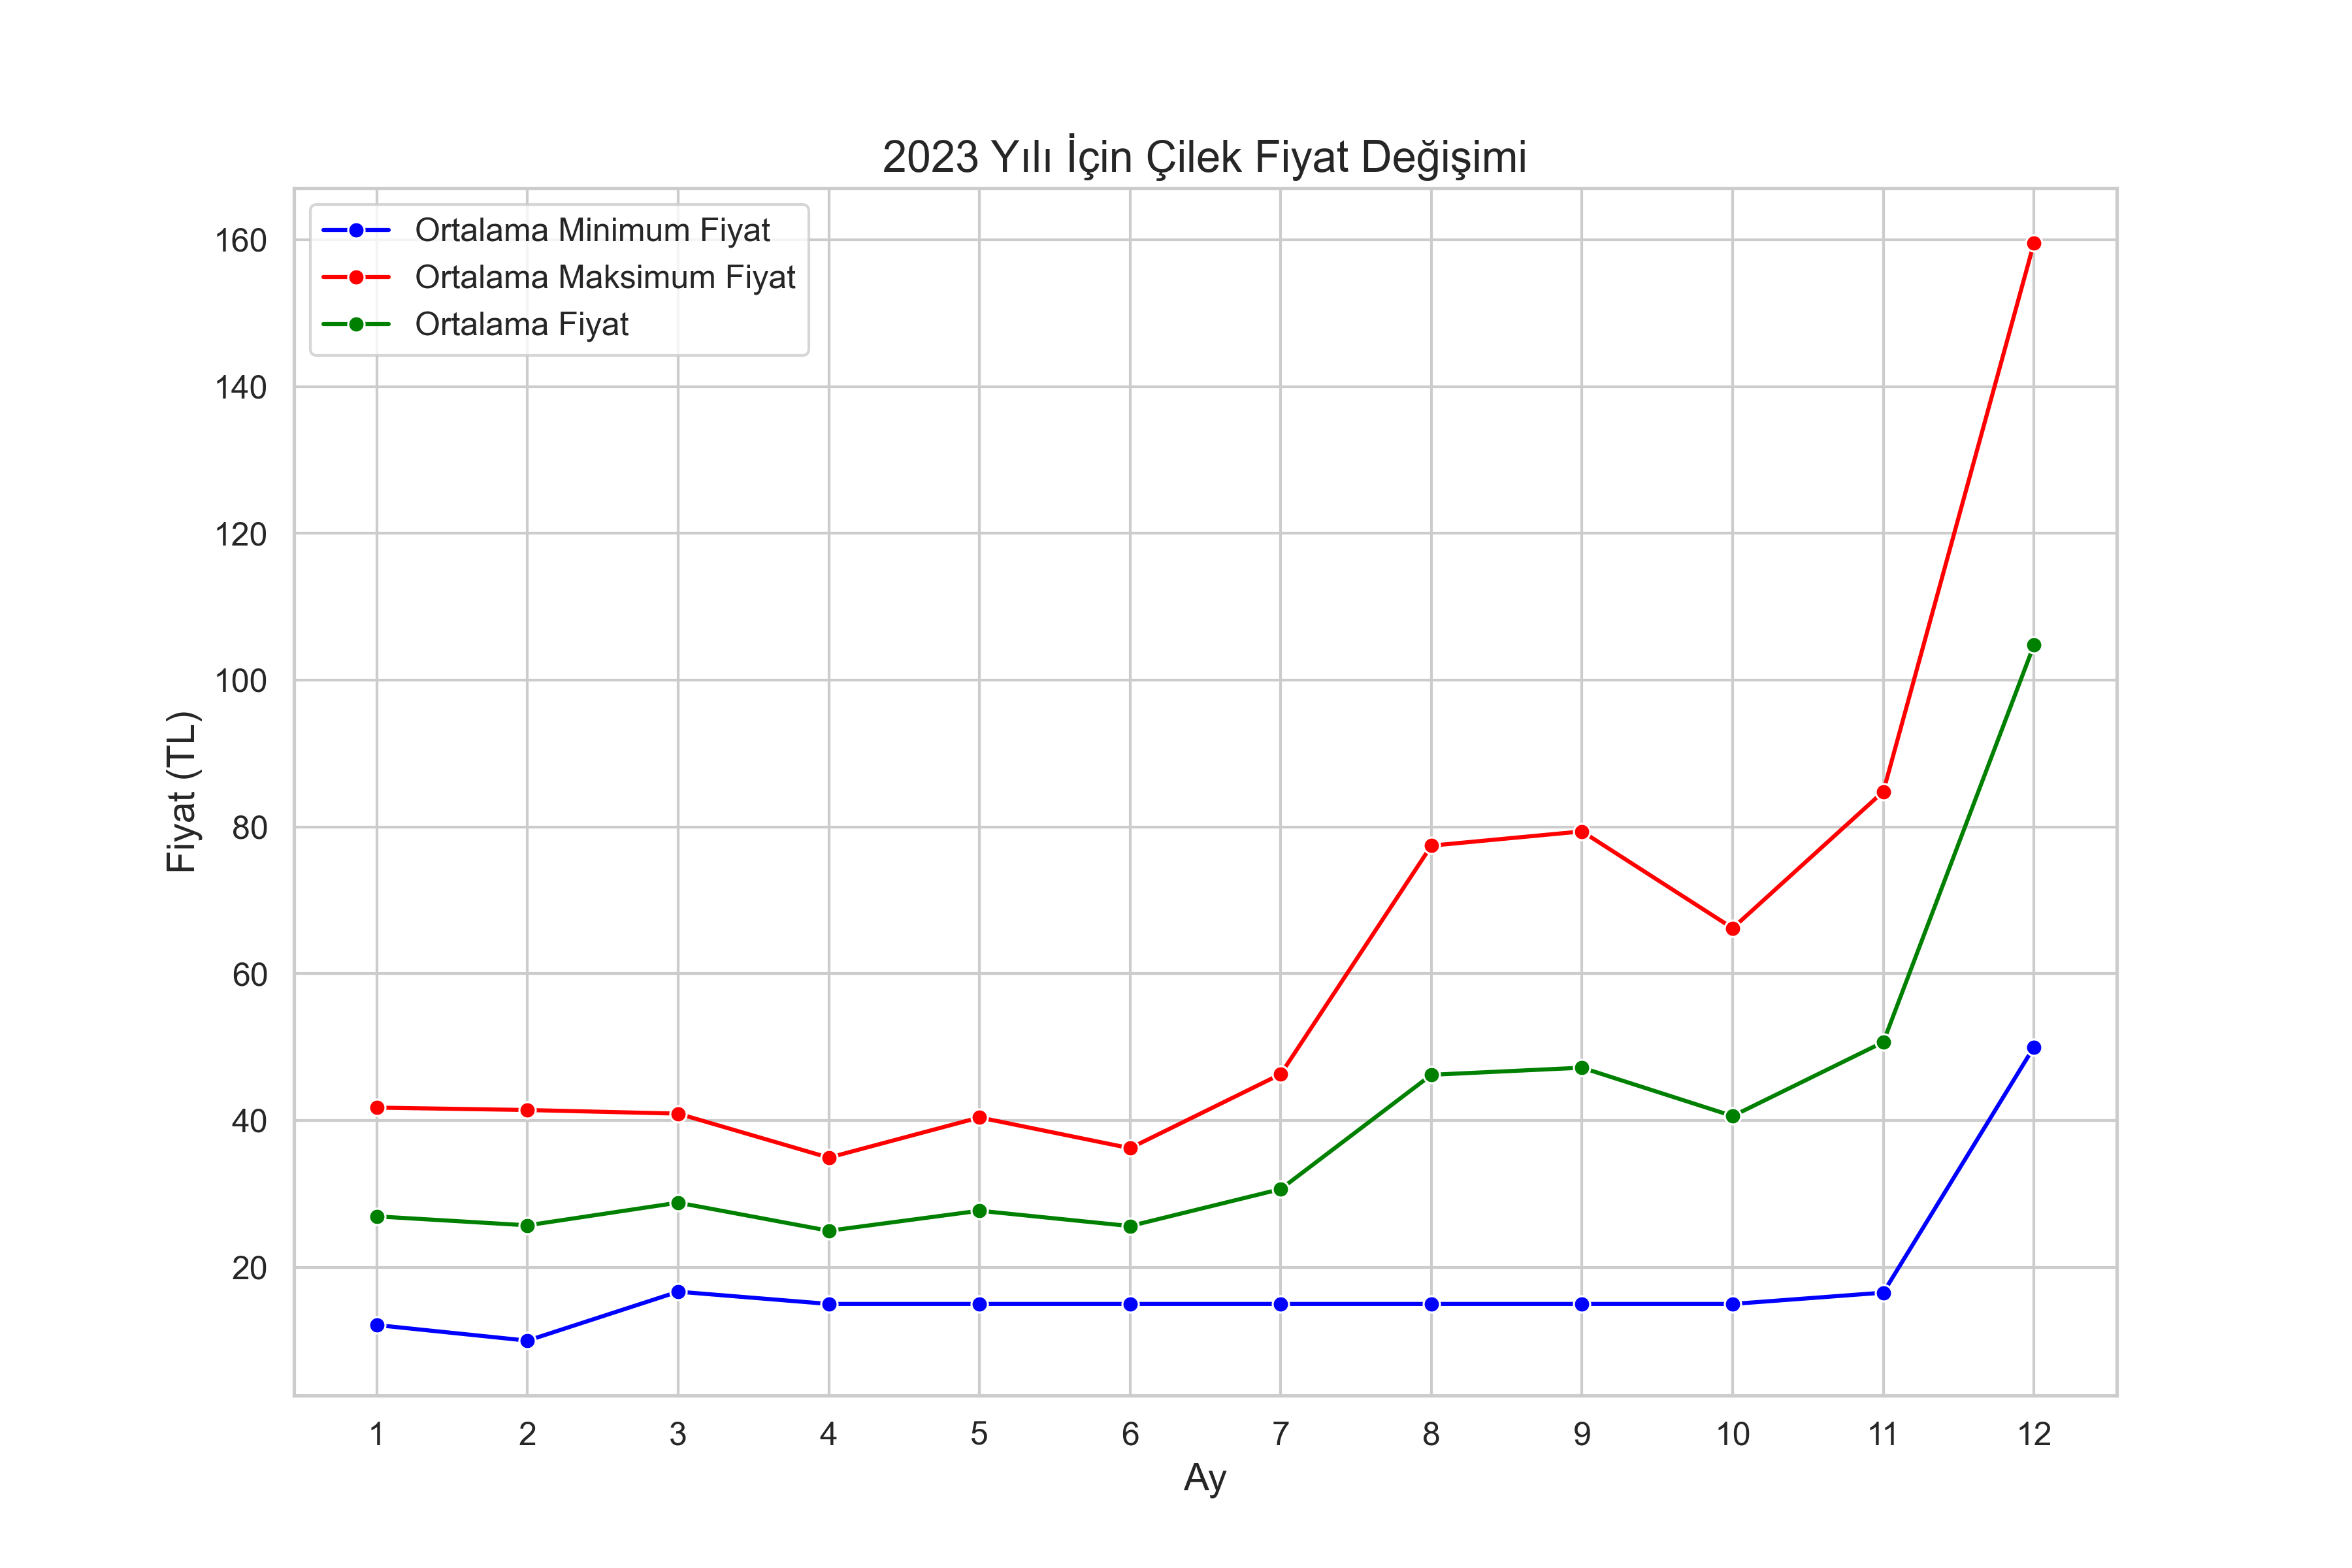 2023 Yılı İçin Çilek Fiyat Değişimi
Ortalama Minimum Fiyat
Ortalama Maksimum Fiyat
Ortalama Fiyat
160
140
120
100
80
60
40
20
Fiyat (TL)
1 2 3 4 5 6 7 8 9 10 11 12
Ay